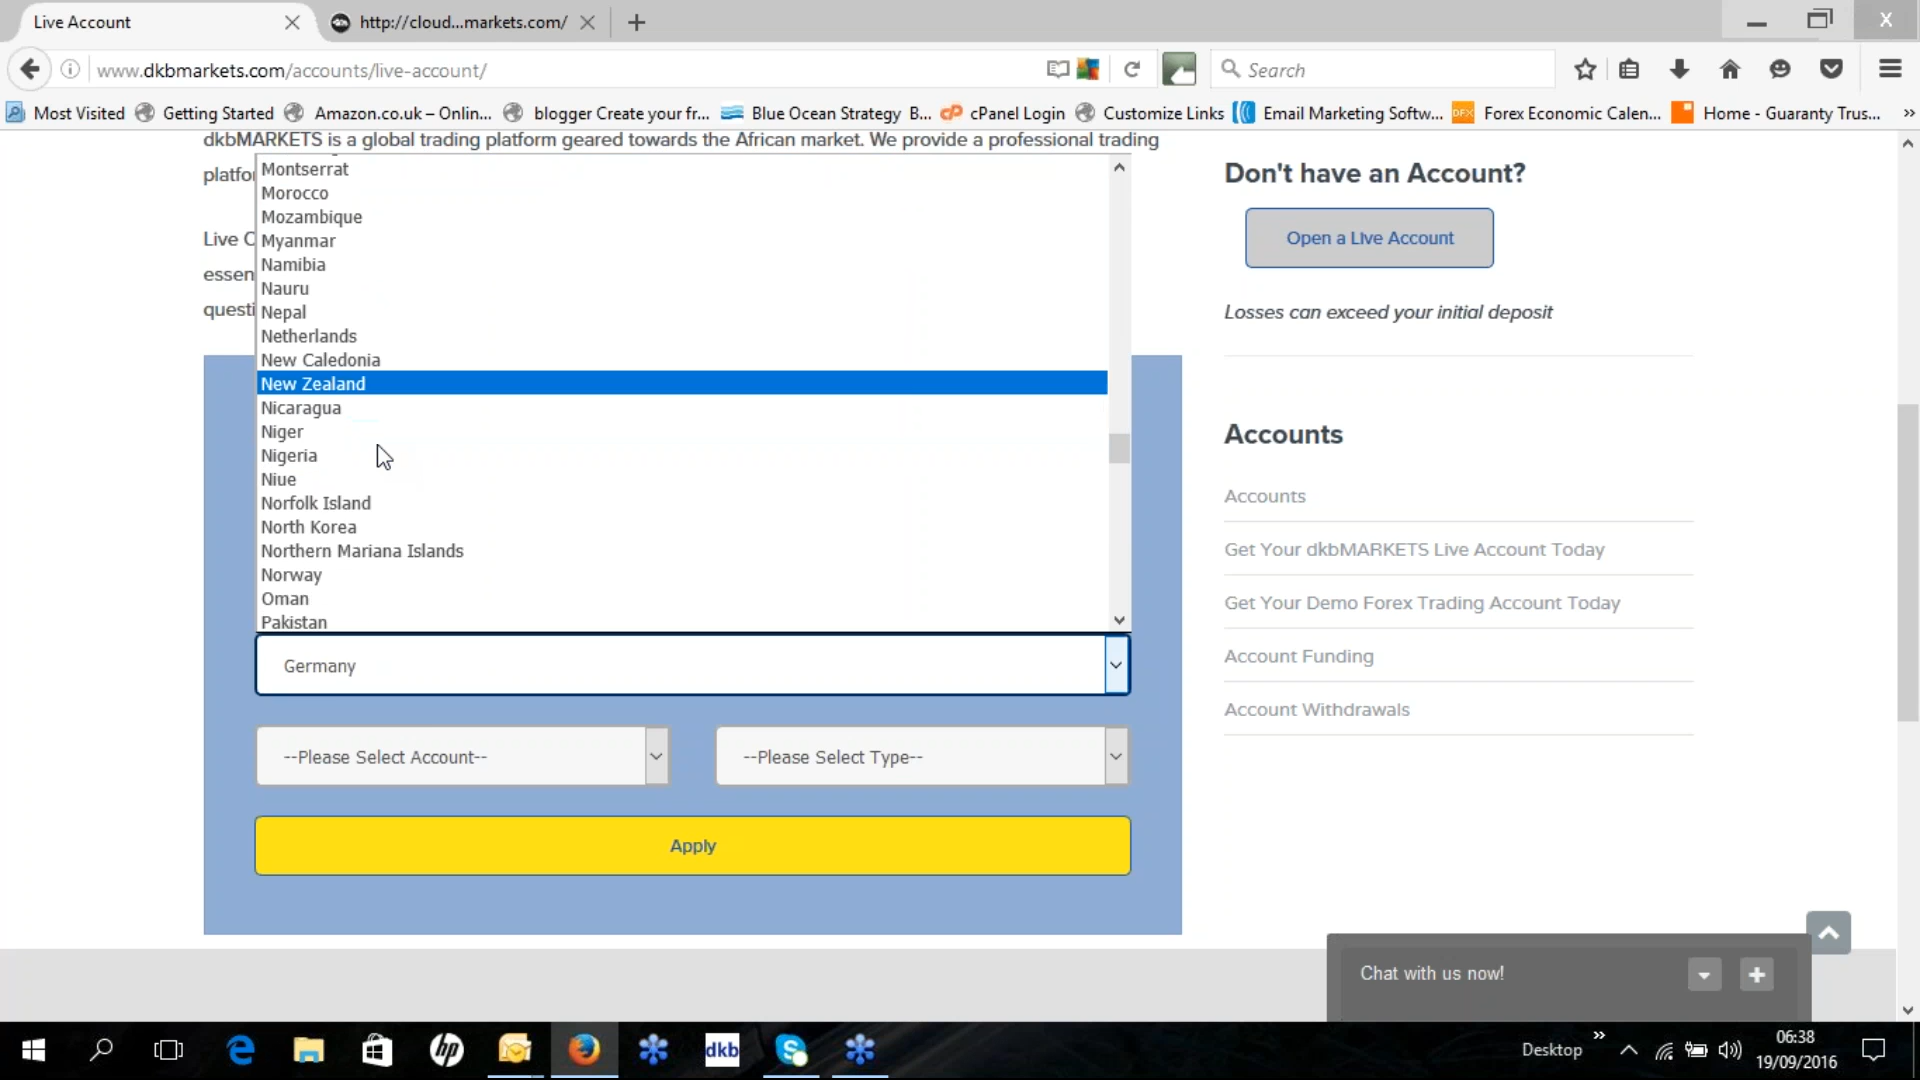 Live Account
http://cloud...markets.com/
www.dkbmarkets.com/accounts/live-account/
Search
Most Visited
Getting Started
Amazon.co.uk – Onlin...
blogger Create your fr...
Blue Ocean Strategy B...
cPanel Login
Customize Links
Email Marketing Softw...
Forex Economic Calen...
Home - Guaranty Trus...
dkbMARKETS is a global trading platform geared towards the African market. We provide a professional trading
platfo
Live C
essen
questi
Montserrat
Morocco
Mozambique
Myanmar
Namibia
Nauru
Nepal
Netherlands
New Caledonia
New Zealand
Nicaragua
Niger
Nigeria
Niue
Norfolk Island
North Korea
Northern Mariana Islands
Norway
Oman
Pakistan
Germany
--Please Select Account--
--Please Select Type--
Apply
Don't have an Account?
Open a Live Account
Losses can exceed your initial deposit
Accounts
Accounts
Get Your dkbMARKETS Live Account Today
Get Your Demo Forex Trading Account Today
Account Funding
Account Withdrawals
Chat with us now!
hp
dkb
Desktop
06:38
19/09/2016